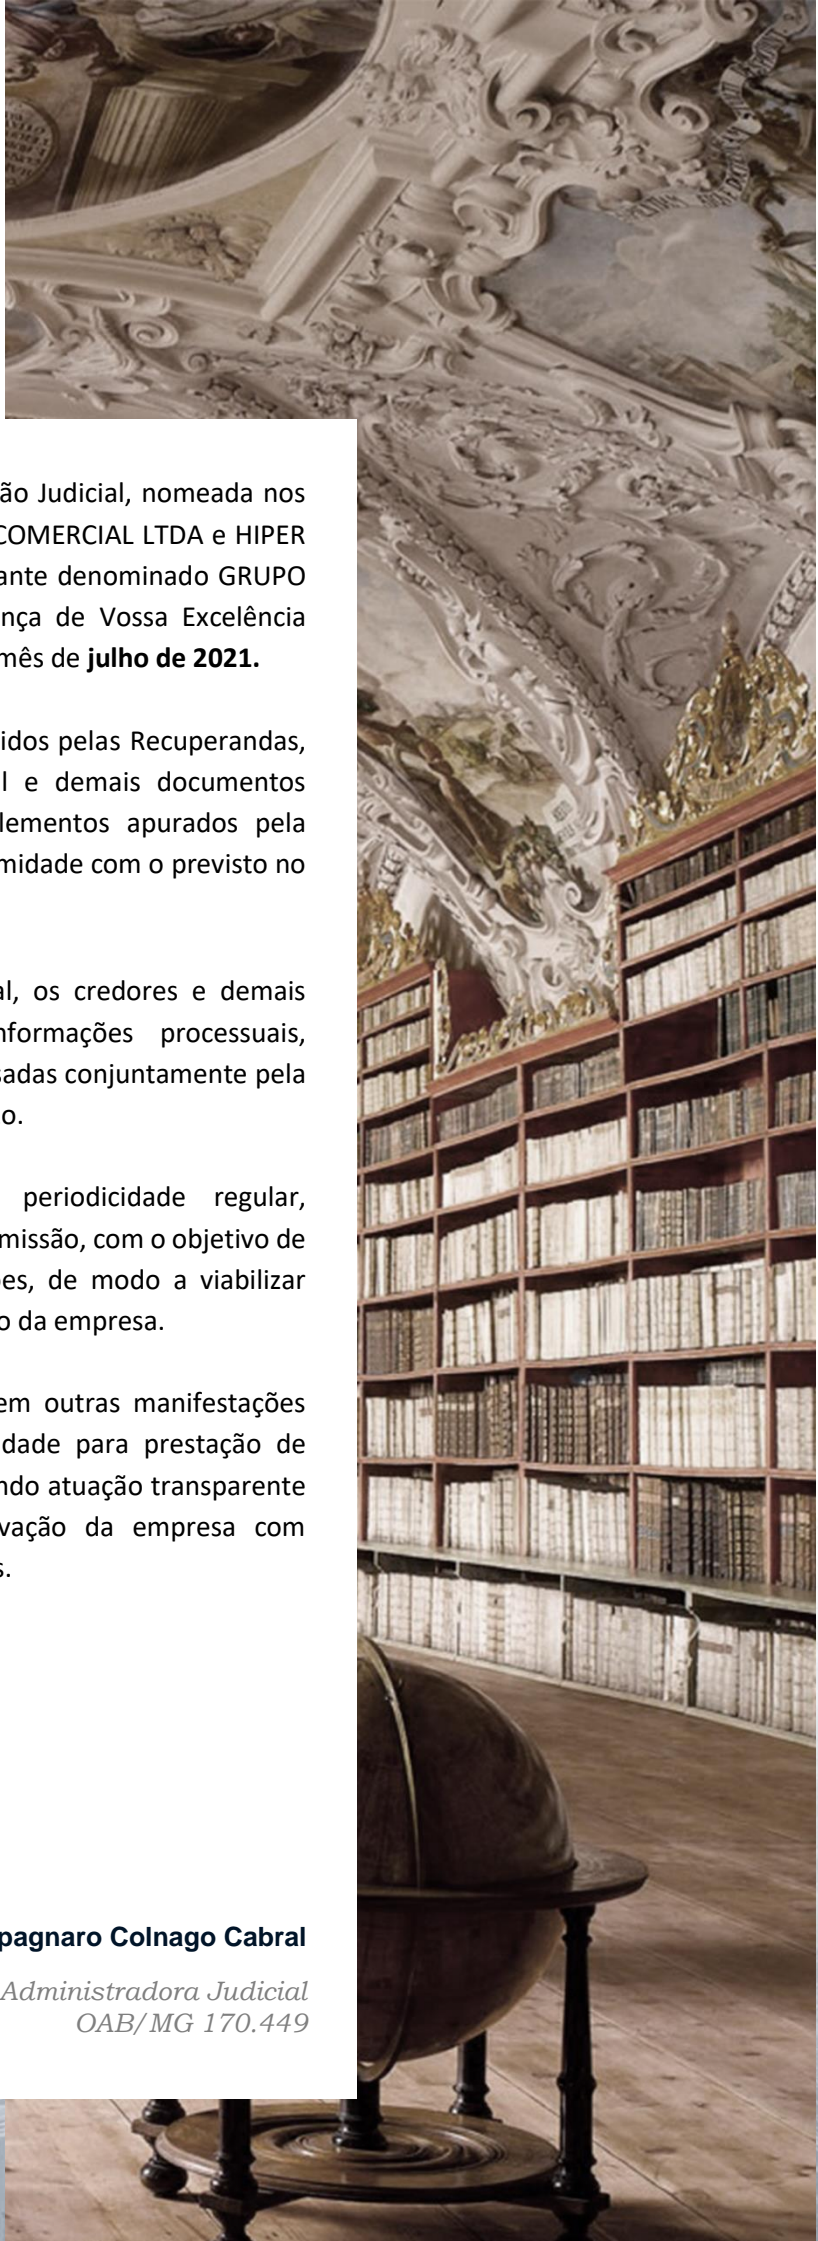 ão Judicial, nomeada nos
COMERCIAL LTDA e HIPER
ante denominado GRUPO
nça de Vossa Excelência
mês de julho de 2021.
idos pelas Recuperandas,
l e demais documentos
lementos apurados pela
midade com o previsto no
al, os credores e demais
nformações processuais,
sadas conjuntamente pela
o.
periodicidade regular,
missão, com o objetivo de
ões, de modo a viabilizar
o da empresa.
em outras manifestações
idade para prestação de
ndo atuação transparente
vação da empresa com
s.
pagnaro Colnago Cabral
Administradora Judicial
OAB/MG 170.449